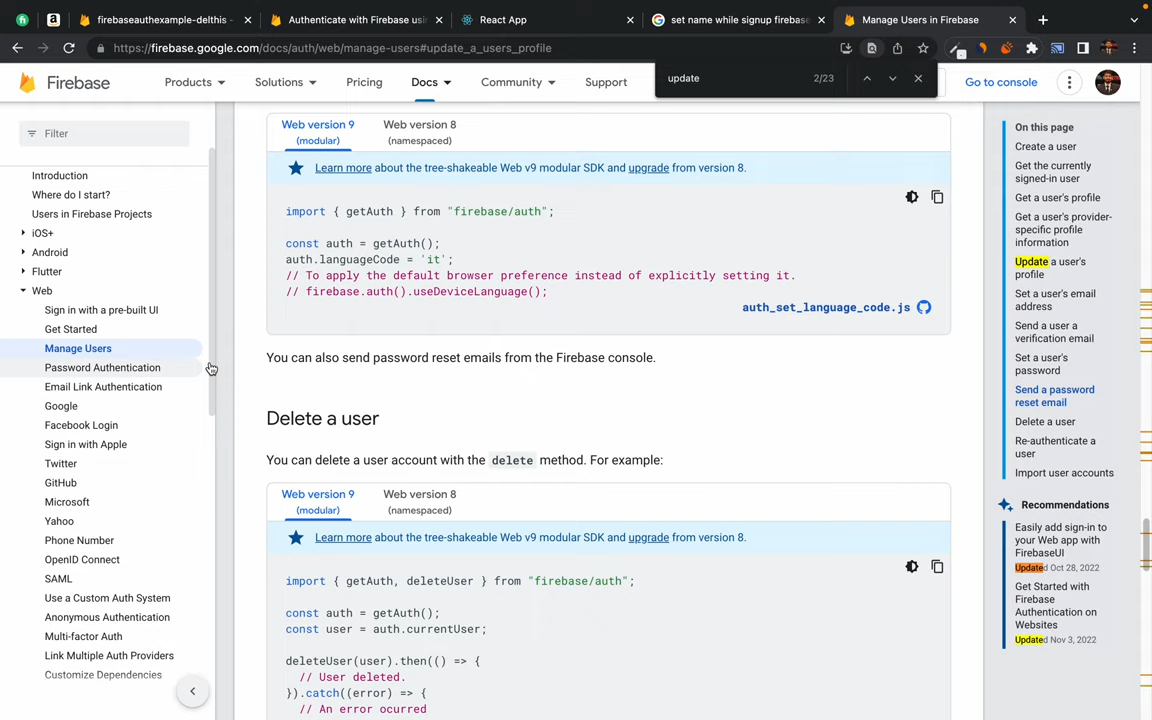 firebaseauthexample-delthis -
Authenticate with Firebase using
React App
set name while signup firebase
Manage Users in Firebase
https://firebase.google.com/docs/auth/web/manage-users#update_a_users_profile
Firebase
Products
Solutions
Pricing
Docs
Community
Support
update
2/23
Go to console
Filter
Introduction
Where do I start?
Users in Firebase Projects
iOS+
Android
Flutter
Web
Sign in with a pre-built UI
Get Started
Manage Users
Password Authentication
Email Link Authentication
Google
Facebook Login
Sign in with Apple
Twitter
GitHub
Microsoft
Yahoo
Phone Number
OpenID Connect
SAML
Use a Custom Auth System
Anonymous Authentication
Multi-factor Auth
Link Multiple Auth Providers
Customize Dependencies
Web version 9
(modular)
Web version 8
(namespaced)
Learn more about the tree-shakeable Web v9 modular SDK and upgrade from version 8.
import { getAuth } from "firebase/auth";
const auth = getAuth();
auth.languageCode = 'it';
// To apply the default browser preference instead of explicitly setting it.
// firebase.auth().useDeviceLanguage();
auth_set_language_code.js
You can also send password reset emails from the Firebase console.
Delete a user
You can delete a user account with the delete method. For example:
Web version 9
(modular)
Web version 8
(namespaced)
Learn more about the tree-shakeable Web v9 modular SDK and upgrade from version 8.
import { getAuth, deleteUser } from "firebase/auth";
const auth = getAuth();
const user = auth.currentUser;
deleteUser(user).then(() => {
// User deleted.
}).catch((error) => {
// An error ocurred
On this page
Create a user
Get the currently
signed-in user
Get a user's profile
Get a user's provider-
specific profile
information
Update a user's
profile
Set a user's email
address
Send a user a
verification email
Set a user's
password
Send a password
reset email
Delete a user
Re-authenticate a
user
Import user accounts
Recommendations
Easily add sign-in to
your Web app with
FirebaseUI
Updated Oct 28, 2022
Get Started with
Firebase
Authentication on
Websites
Updated Nov 3, 2022